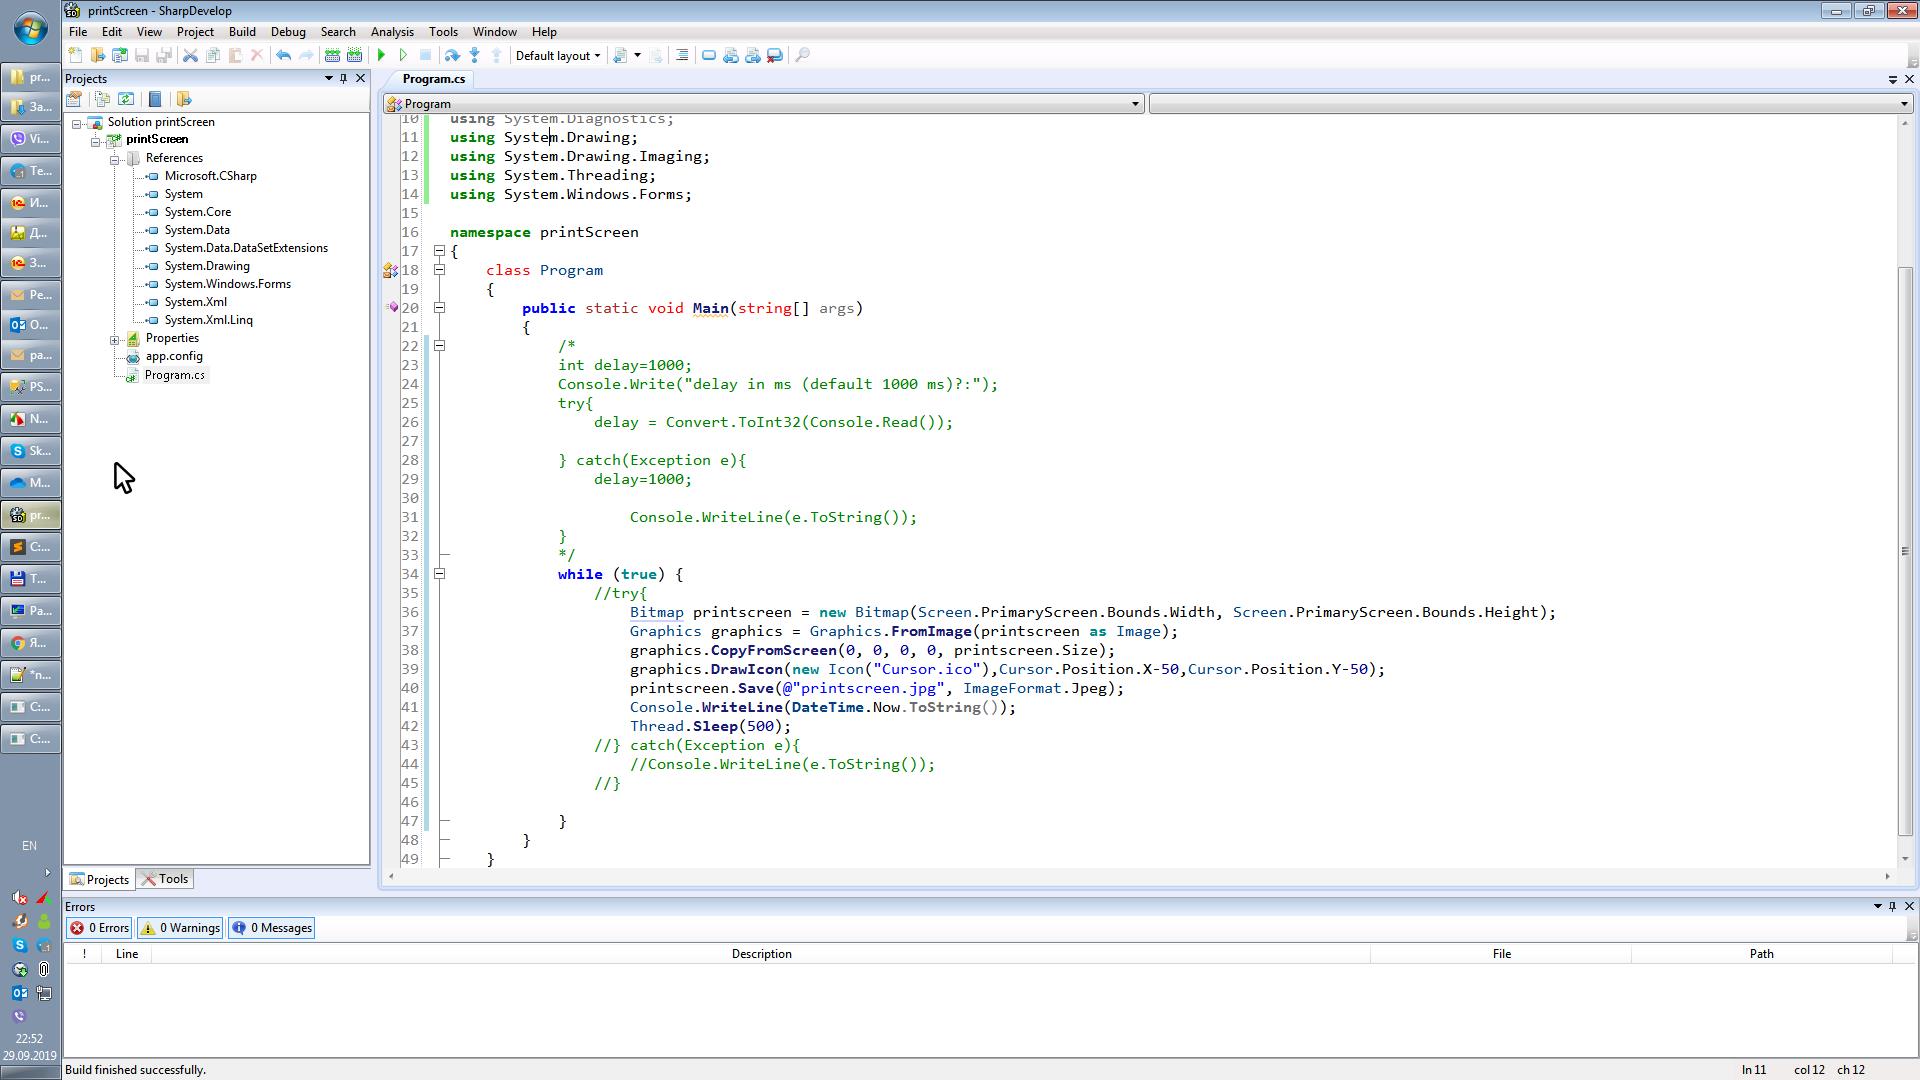 printScreen - SharpDevelop
File Edit View Project Build Debug Search Analysis Tools Window Help
Default layout
Projects
Solution printScreen
printScreen
References
Microsoft.CSharp
System
System.Core
System.Data
System.Data.DataSetExtensions
System.Drawing
System.Windows.Forms
System.Xml
System.Xml.Linq
Properties
app.config
Program.cs
Projects Tools
Program.cs
Program
10 using System.Diagnostics;
11 using System.Drawing;
12 using System.Drawing.Imaging;
13 using System.Threading;
14 using System.Windows.Forms;
15
16 namespace printScreen
17 {
18 class Program
19 {
20 public static void Main(string[] args)
21 {
22 /*
23 int delay=1000;
24 Console.Write("delay in ms (default 1000 ms)?:");
25 try{
26 delay = Convert.ToInt32(Console.Read());
27
28 } catch(Exception e){
29 delay=1000;
30
31 Console.WriteLine(e.ToString());
32 }
33 */
34 while (true) {
35 //try{
36 Bitmap printscreen = new Bitmap(Screen.PrimaryScreen.Bounds.Width, Screen.PrimaryScreen.Bounds.Height);
37 Graphics graphics = Graphics.FromImage(printscreen as Image);
38 graphics.CopyFromScreen(0, 0, 0, 0, printscreen.Size);
39 graphics.DrawIcon(new Icon("Cursor.ico"),Cursor.Position.X-50,Cursor.Position.Y-50);
40 printscreen.Save(@"printscreen.jpg", ImageFormat.Jpeg);
41 Console.WriteLine(DateTime.Now.ToString());
42 Thread.Sleep(500);
43 //} catch(Exception e){
44 //Console.WriteLine(e.ToString());
45 //}
46
47 }
48 }
49 }
Errors
0 Errors 0 Warnings 0 Messages
! Line Description File Path
Build finished successfully.
ln 11 col 12 ch 12
pr...
За...
Vi...
Te...
И...
Д...
З...
Pe...
O...
pa...
PS...
N...
Sk...
M...
pr...
C:...
T...
Pa...
Я...
*n...
C:...
C:...
EN
22:52
29.09.2019